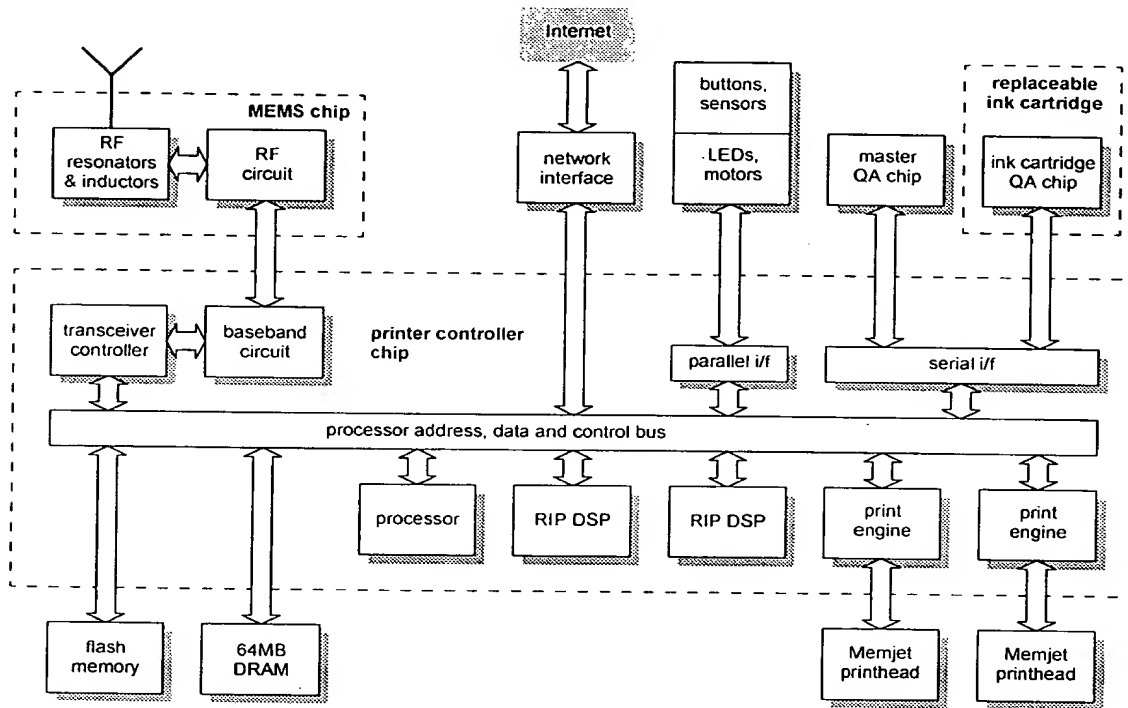 Internet
MEMS chip
RF
resonators
& inductors
RF
circuit
network
interface
buttons,
sensors
LEDs,
motors
master
QA chip
replaceable
ink cartridge
ink cartridge
QA chip
transceiver
controller
baseband
circuit
printer controller
chip
parallel i/f
serial i/f
processor address, data and control bus
processor
RIP DSP
RIP DSP
print
engine
print
engine
flash
memory
64MB
DRAM
Memjet
printhead
Memjet
printhead